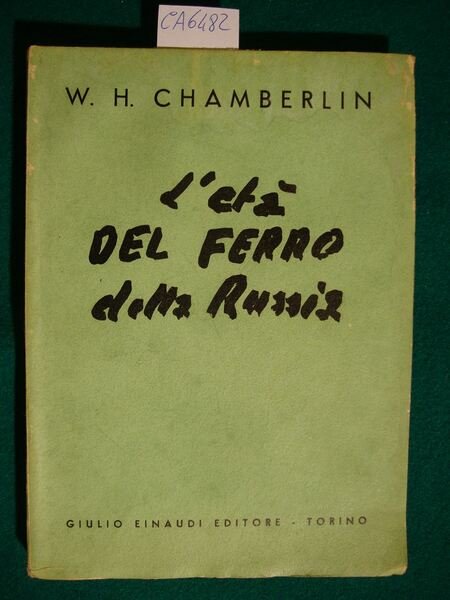 CA6482
W. H. CHAMBERLIN
l'età
DEL FERRO
della Russia
GIULIO EINAUDI EDITORE - TORINO